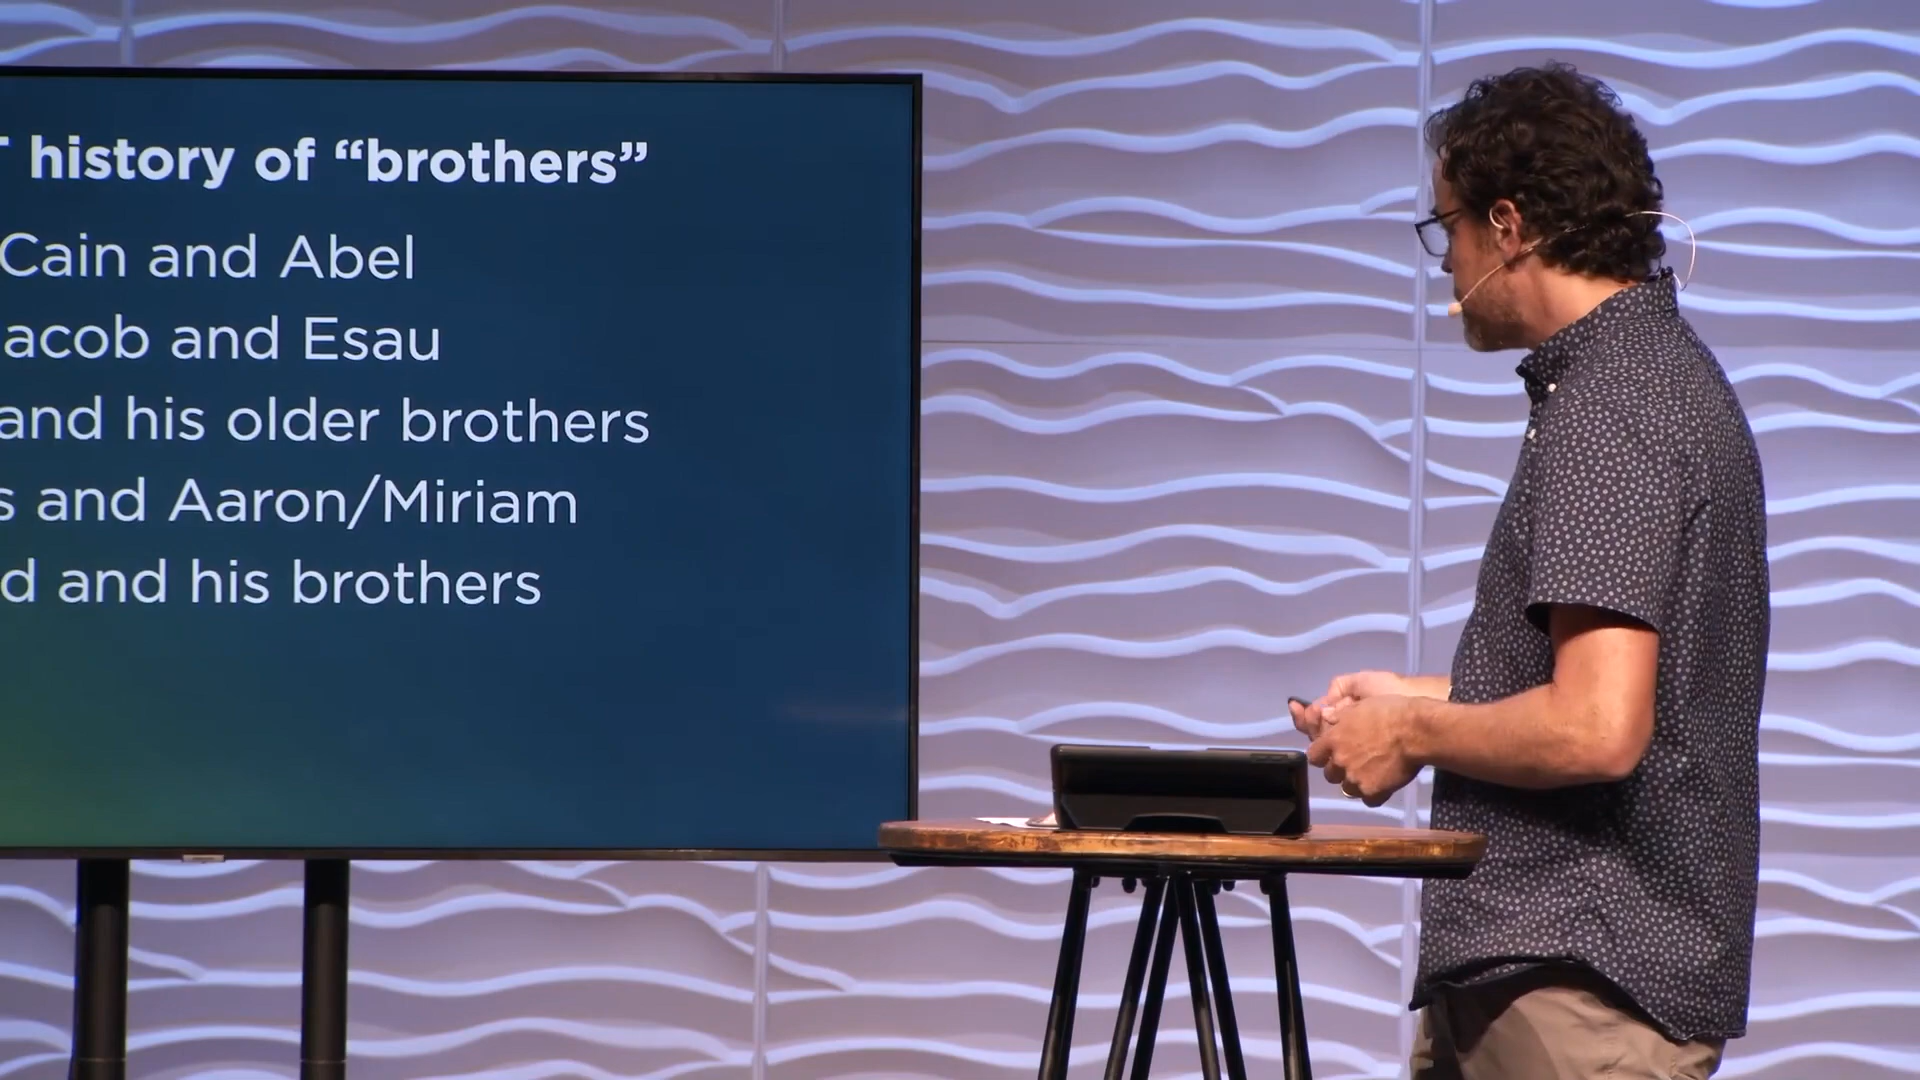 history of “brothers”
Cain and Abel
acob and Esau
and his older brothers
s and Aaron/Miriam
d and his brothers